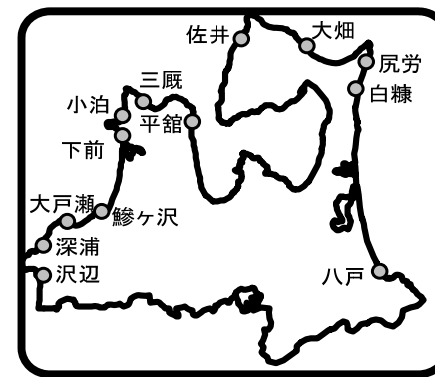 佐井
大畑
尻労
三厩
白糠
小泊
平舘
下前
大戸瀬
鰺ヶ沢
深浦
沢辺
八戸